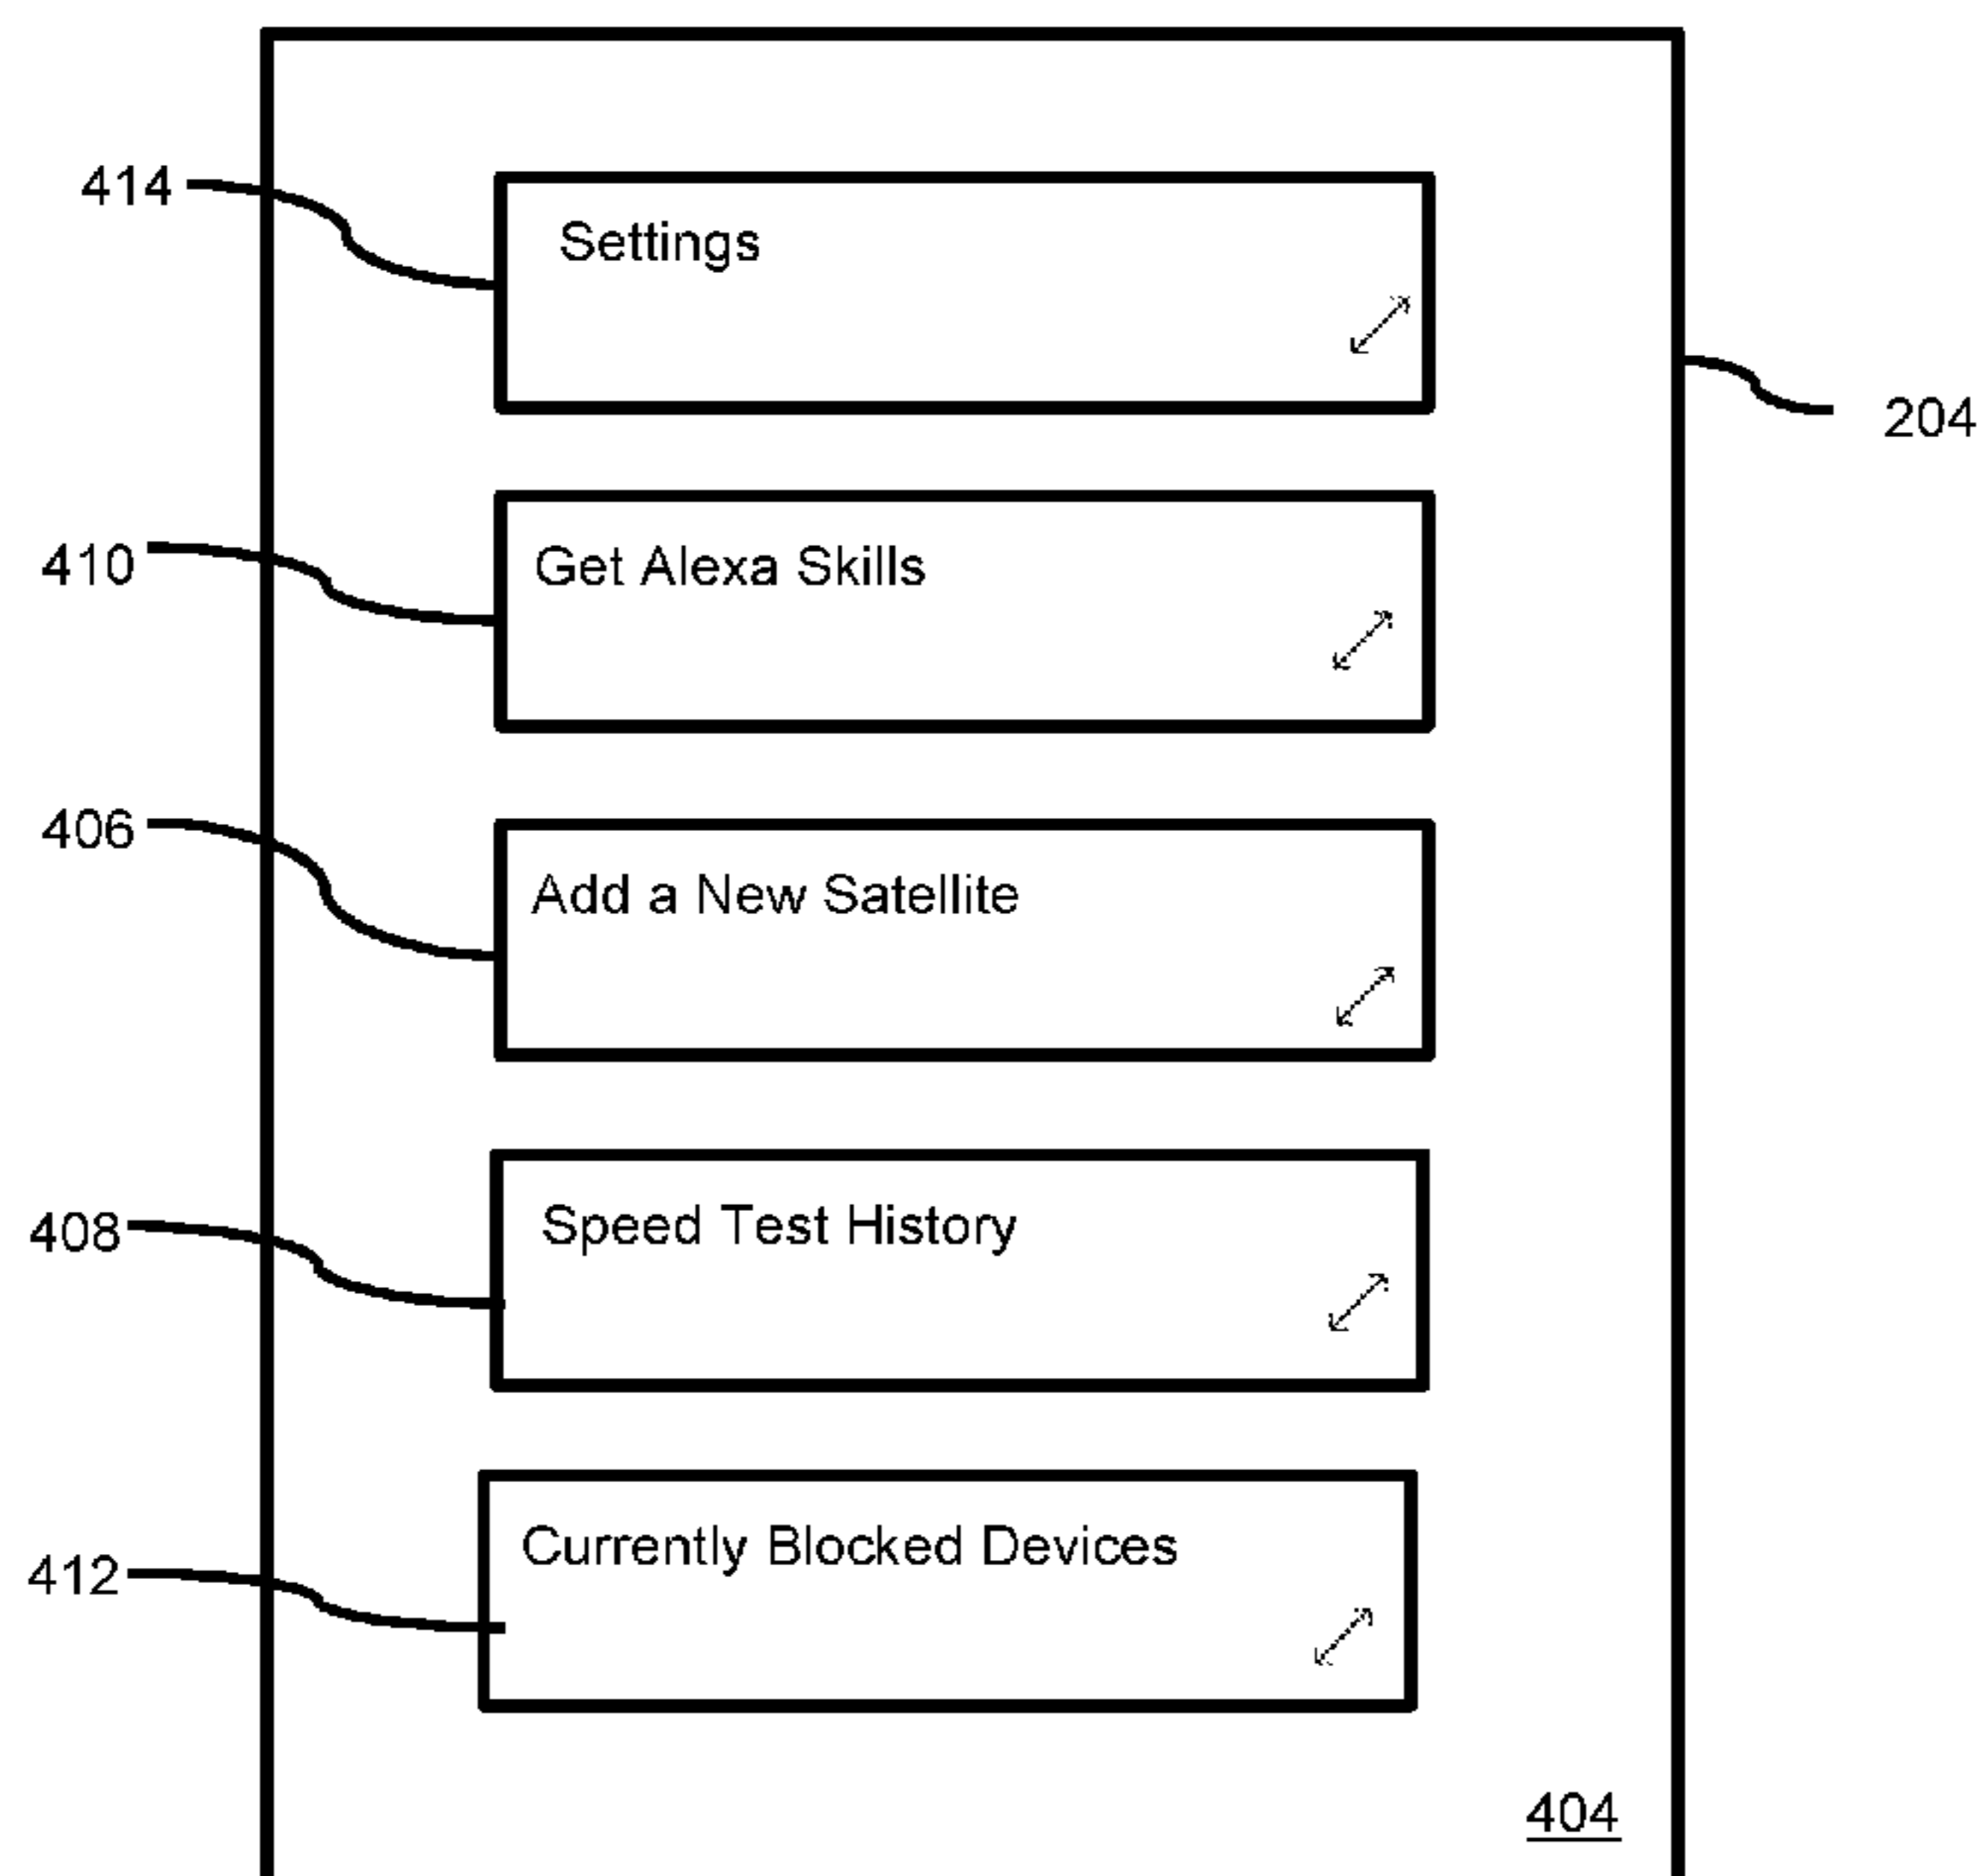 414
Settings
204
410
Get Alexa Skills
406
Add a New Satellite
408
Speed Test History
412
Currently Blocked Devices
404